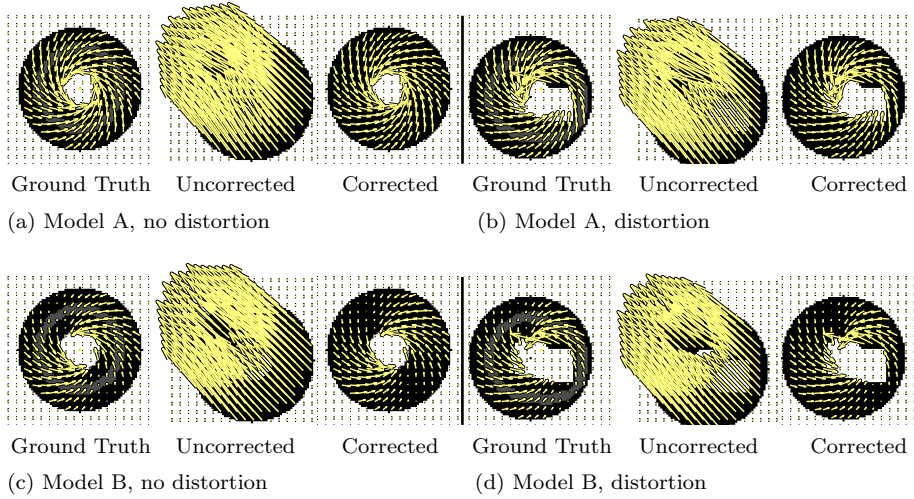 Ground Truth Uncorrected Corrected Ground Truth Uncorrected Corrected
(a) Model A, no distortion (b) Model A, distortion
Ground Truth Uncorrected Corrected Ground Truth Uncorrected Corrected
(c) Model B, no distortion (d) Model B, distortion